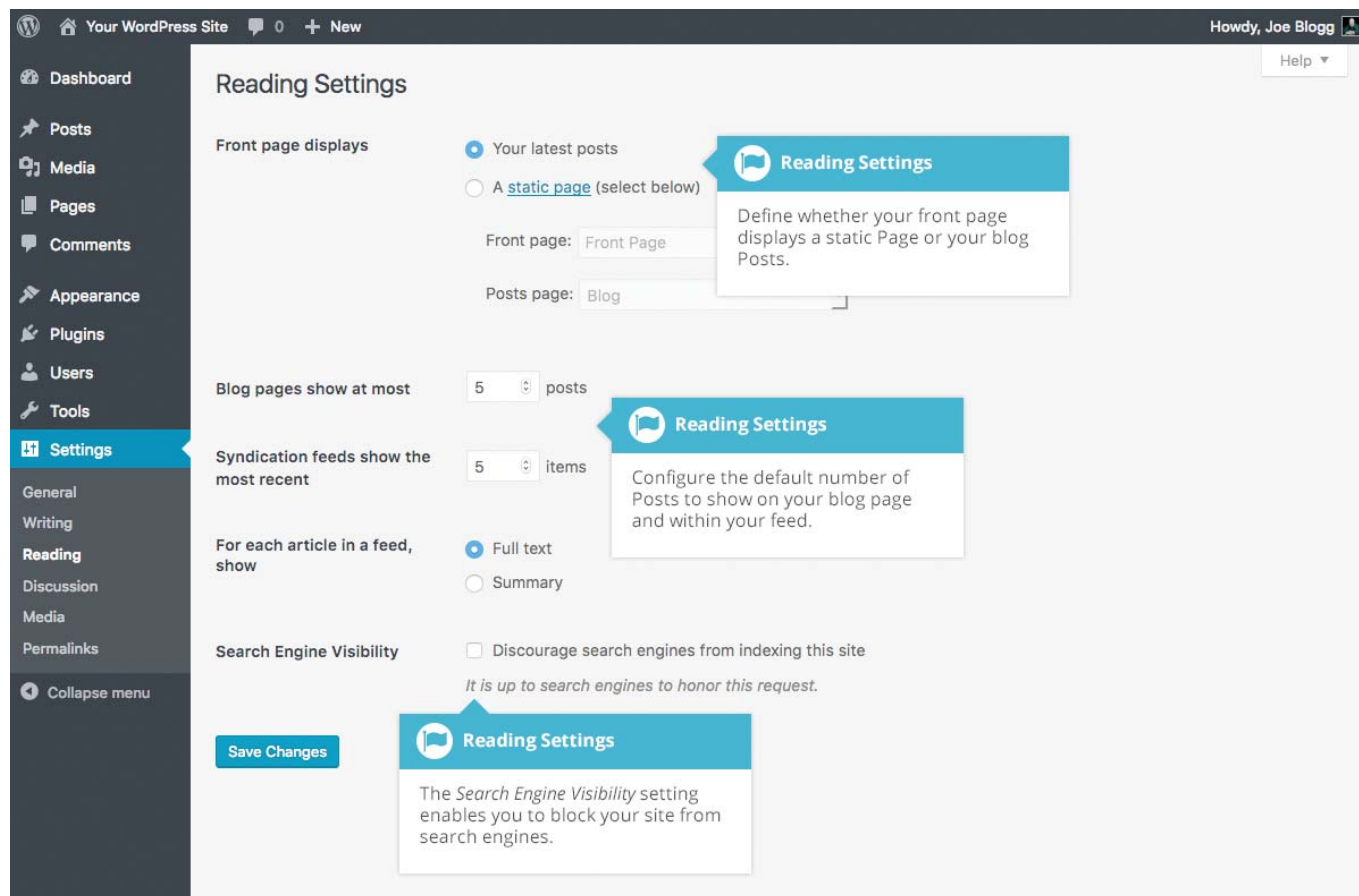 Your WordPress Site 0 + New Howdy, Joe Blogg
Help
Dashboard
Posts
Media
Pages
Comments
Appearance
Plugins
Users
Tools
Settings
General
Writing
Reading
Discussion
Media
Permalinks
Collapse menu
Reading Settings
Front page displays
Your latest posts
A static page (select below)
Front page: Front Page
Posts page: Blog
Reading Settings
Define whether your front page
displays a static Page or your blog
Posts.
Blog pages show at most
5 posts
Syndication feeds show the
most recent
5 items
Reading Settings
Configure the default number of
Posts to show on your blog page
and within your feed.
For each article in a feed,
show
Full text
Summary
Search Engine Visibility
Discourage search engines from indexing this site
It is up to search engines to honor this request.
Save Changes
Reading Settings
The Search Engine Visibility setting
enables you to block your site from
search engines.